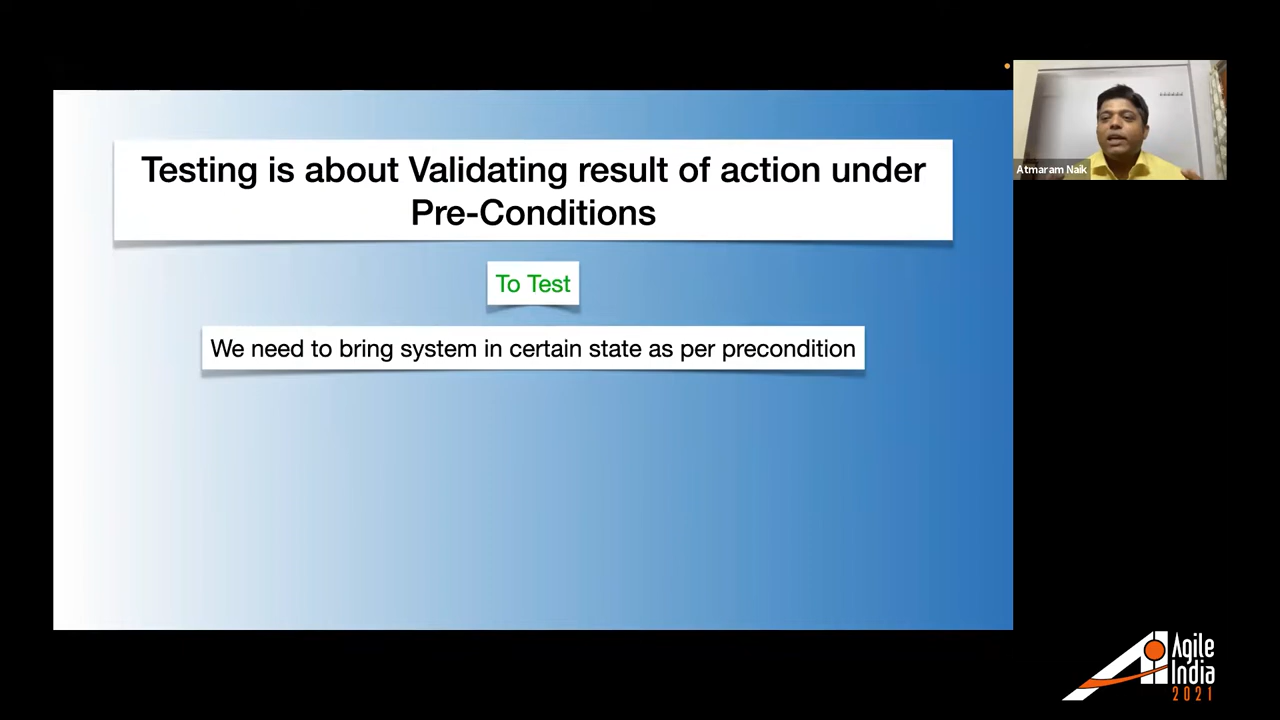 Testing is about Validating result of action under
Pre-Conditions
To Test
We need to bring system in certain state as per precondition
Atmaram Naik
Agile
India
2021